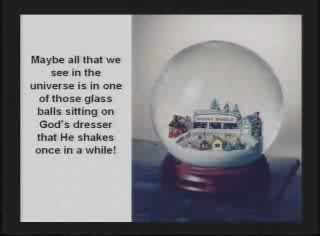 Maybe all that we
see in the
universe is in one
of those glass
balls sitting on
God's dresser
that He shakes
once in a while!